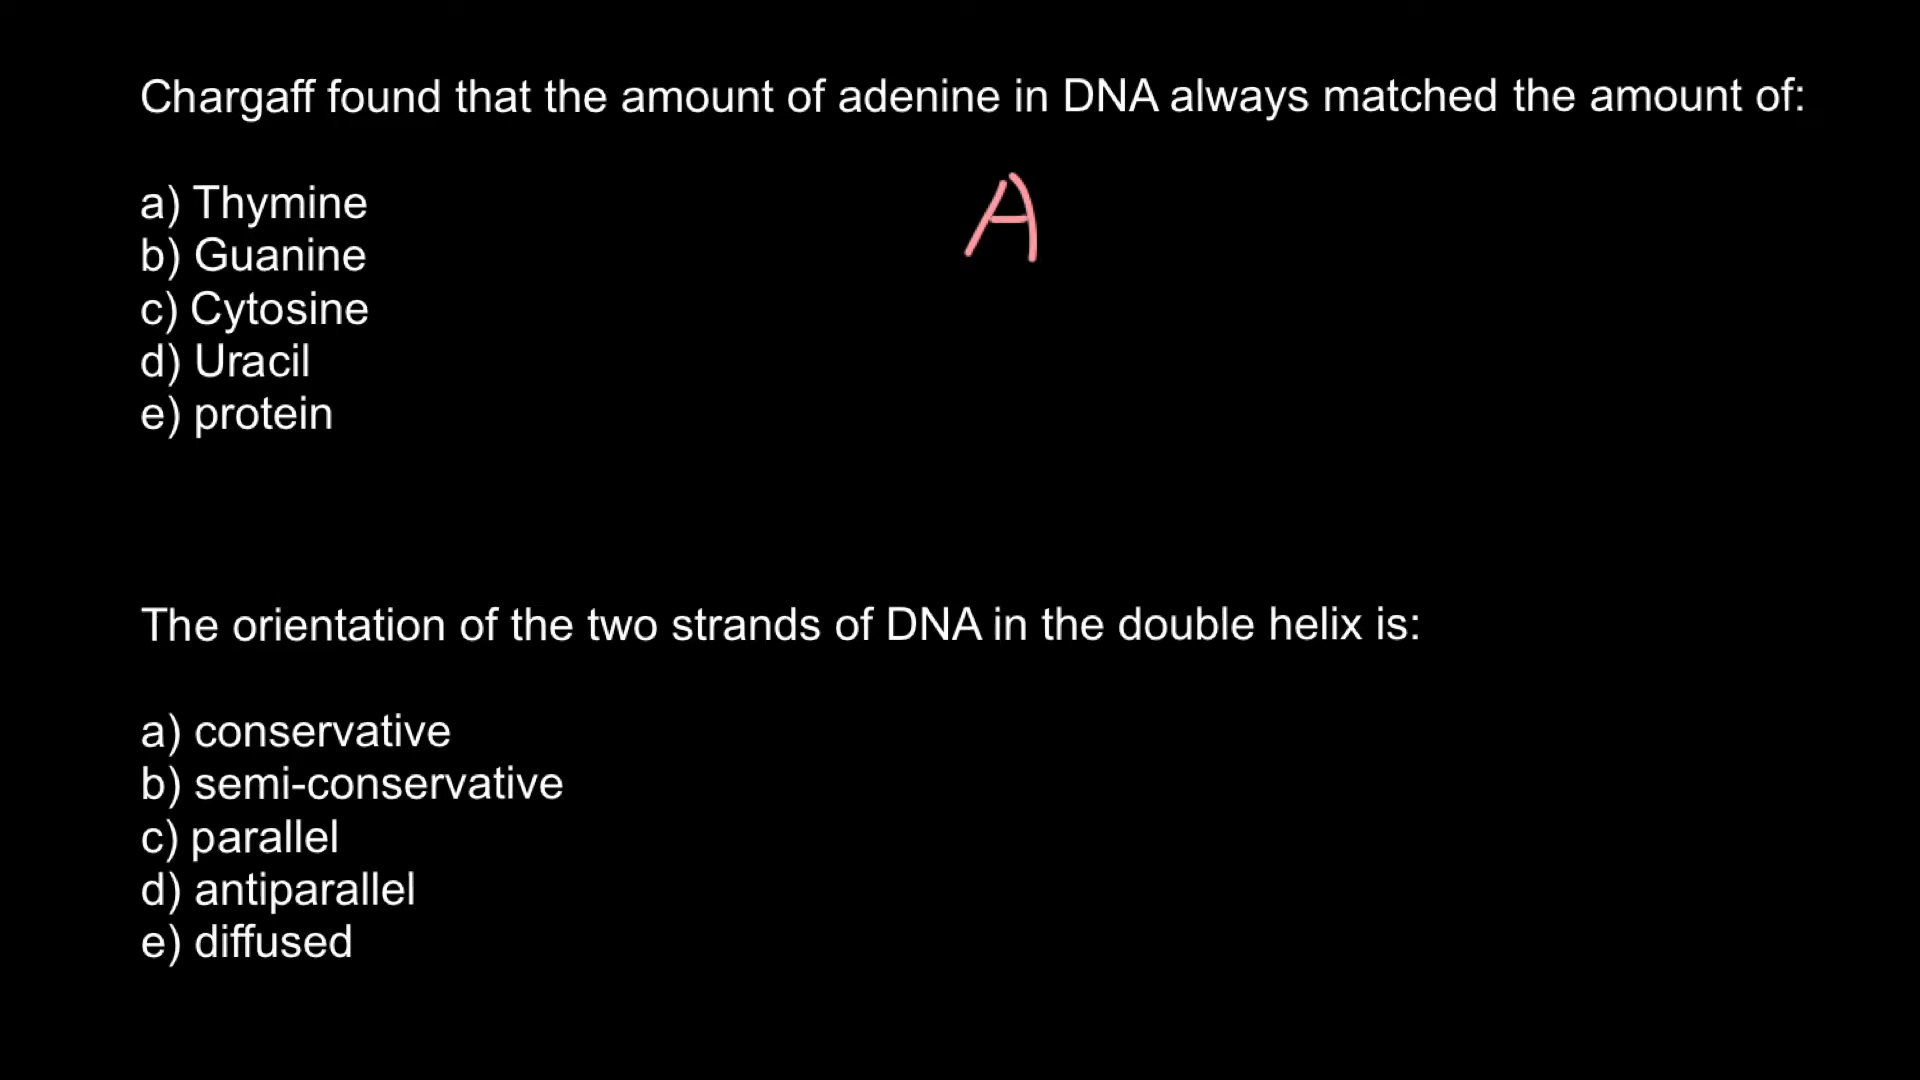 Chargaff found that the amount of adenine in DNA always matched the amount of:
a) Thymine
A
b) Guanine
c) Cytosine
d) Uracil
e) protein
The orientation of the two strands of DNA in the double helix is:
a) conservative
b) semi-conservative
c) parallel
d) antiparallel
e) diffused